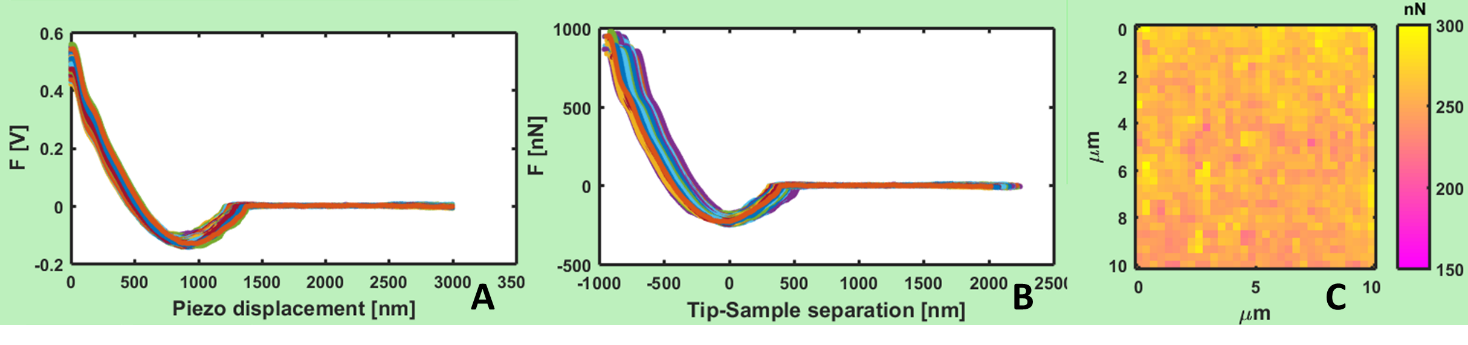 0.6
0.4
0.2
0
-0.2
F [V]
0 500 1000 1500 2000 2500 3000 350
Piezo displacement [nm]
A
1000
500
0
-500
F [nN]
-1000 -500 0 500 1000 1500 2000 250
Tip-Sample separation [nm]
B
0
2
4
6
8
10
μm
0 5 10
μm
C
nN
300
250
200
150